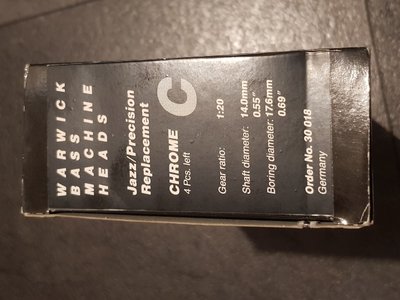 WARWICK
BASS
MACHINE
HEADS
Jazz/Precision
Replacement
CHROME
4 Pcs. left
C
Gear ratio: 1:20
Shaft diameter: 14.0mm
0.55"
Boring diameter: 17.6mm
0.69"
Order No. 30 018
Germany